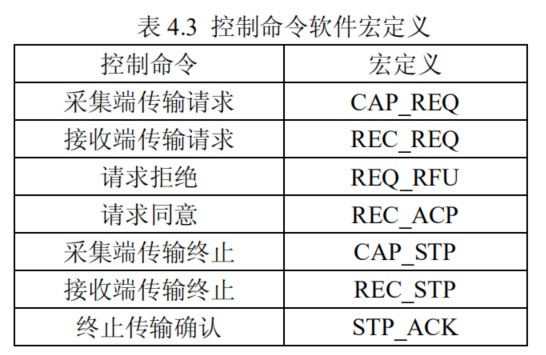 表 4.3 控制命令软件宏定义
控制命令 宏定义
采集端传输请求 CAP_REQ
接收端传输请求 REC_REQ
请求拒绝 REQ_RFU
请求同意 REC_ACP
采集端传输终止 CAP_STP
接收端传输终止 REC_STP
终止传输确认 STP_ACK